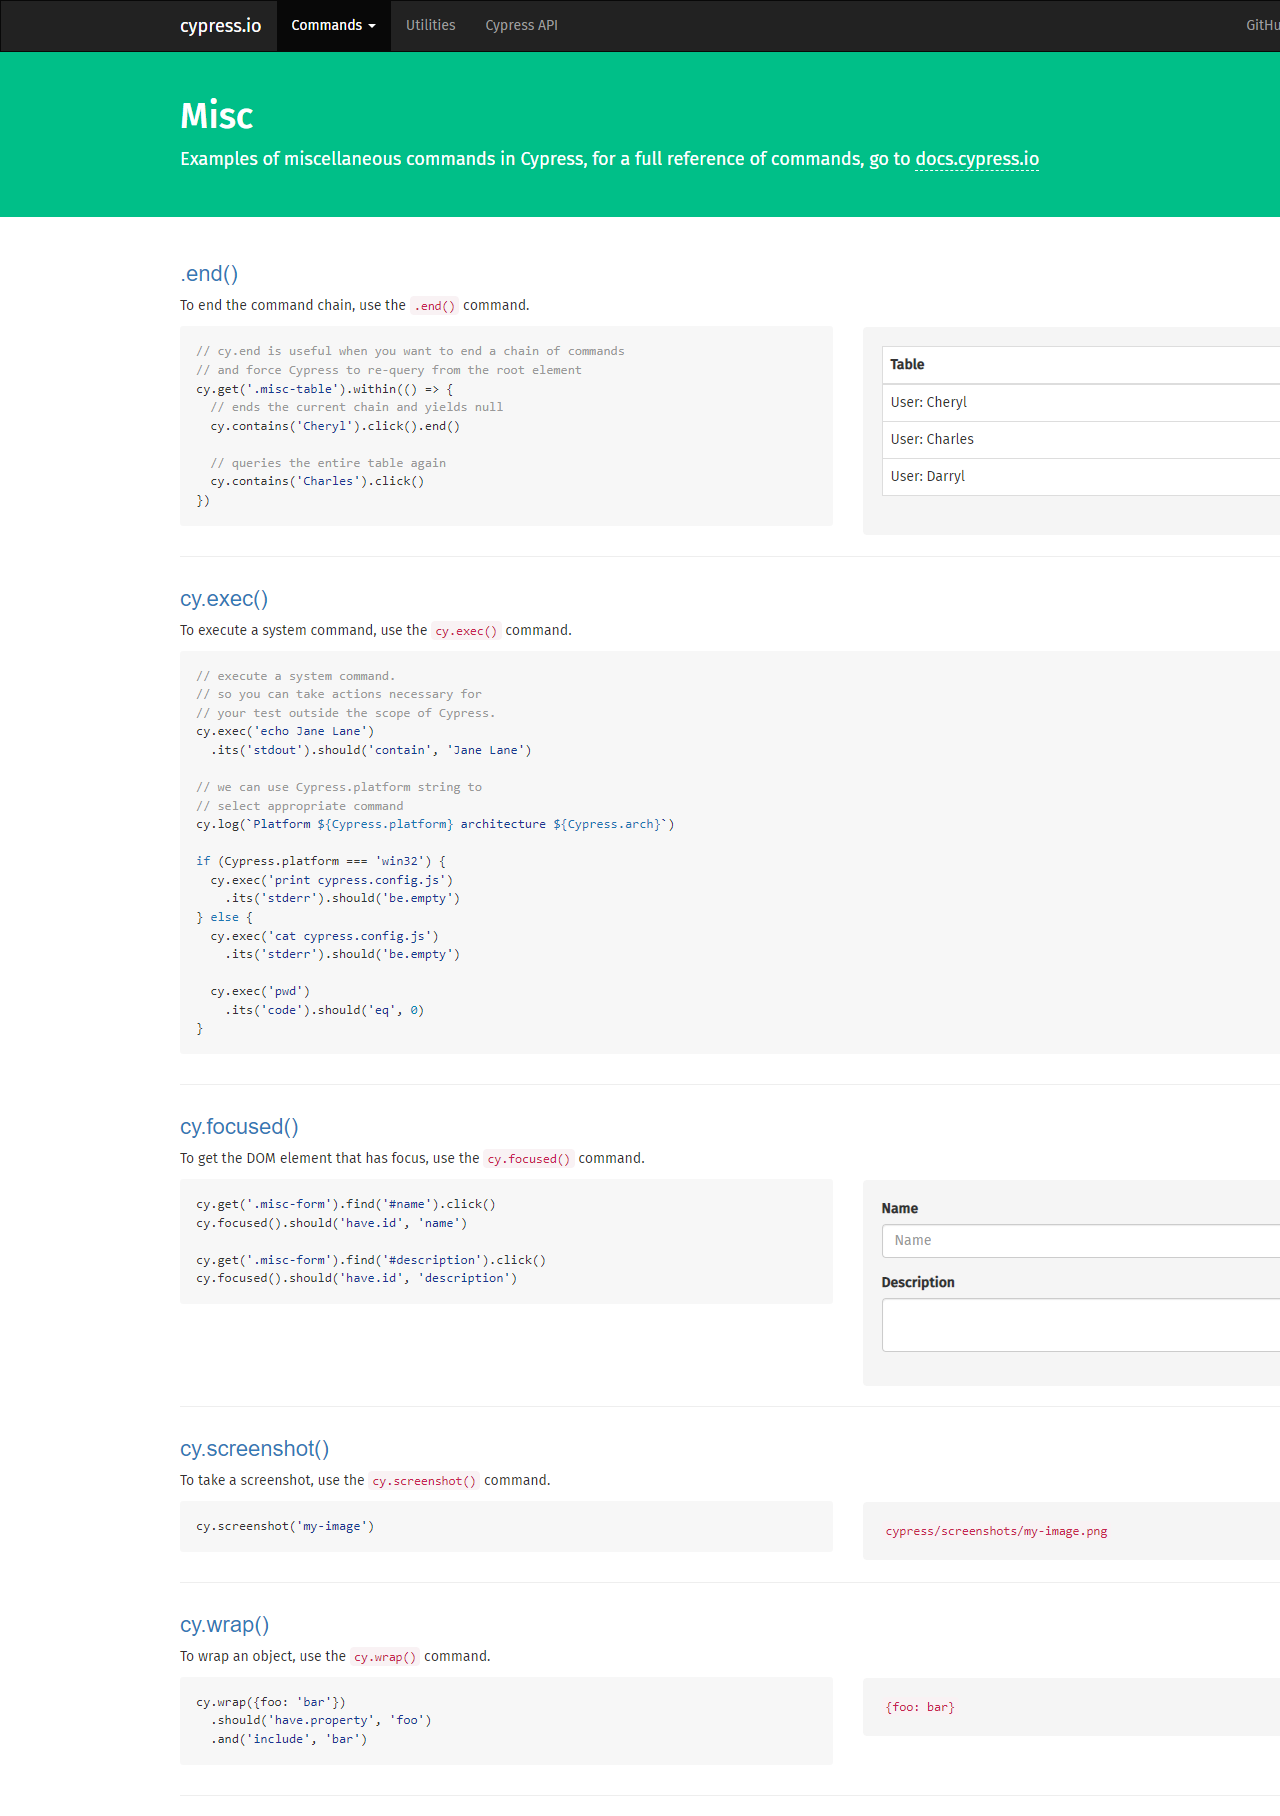 cypress.io Commands Utilities Cypress API GitHu
Misc
Examples of miscellaneous commands in Cypress, for a full reference of commands, go to docs.cypress.io
.end()
To end the command chain, use the .end() command.
// cy.end is useful when you want to end a chain of commands
// and force Cypress to re-query from the root element
cy.get('.misc-table').within(() => {
  // ends the current chain and yields null
  cy.contains('Cheryl').click().end()
  // queries the entire table again
  cy.contains('Charles').click()
})
Table
User: Cheryl
User: Charles
User: Darryl
cy.exec()
To execute a system command, use the cy.exec() command.
// execute a system command.
// so you can take actions necessary for
// your test outside the scope of Cypress.
cy.exec('echo Jane Lane')
  .its('stdout').should('contain', 'Jane Lane')
// we can use Cypress.platform string to
// select appropriate command
cy.log(`Platform ${Cypress.platform} architecture ${Cypress.arch}`)
if (Cypress.platform === 'win32') {
  cy.exec('print cypress.config.js')
    .its('stderr').should('be.empty')
} else {
  cy.exec('cat cypress.config.js')
    .its('stderr').should('be.empty')
  cy.exec('pwd')
    .its('code').should('eq', 0)
}
cy.focused()
To get the DOM element that has focus, use the cy.focused() command.
cy.get('.misc-form').find('#name').click()
cy.focused().should('have.id', 'name')
cy.get('.misc-form').find('#description').click()
cy.focused().should('have.id', 'description')
Name
Name
Description
cy.screenshot()
To take a screenshot, use the cy.screenshot() command.
cy.screenshot('my-image')
cypress/screenshots/my-image.png
cy.wrap()
To wrap an object, use the cy.wrap() command.
cy.wrap({foo: 'bar'})
  .should('have.property', 'foo')
  .and('include', 'bar')
{foo: bar}